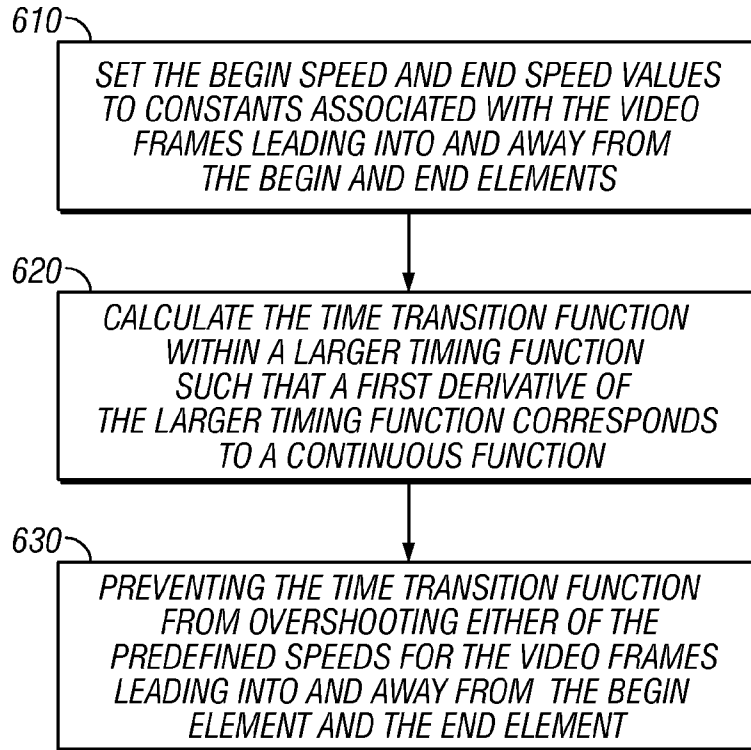 610
SET THE BEGIN SPEED AND END SPEED VALUES
TO CONSTANTS ASSOCIATED WITH THE VIDEO
FRAMES LEADING INTO AND AWAY FROM
THE BEGIN AND END ELEMENTS
620
CALCULATE THE TIME TRANSITION FUNCTION
WITHIN A LARGER TIMING FUNCTION
SUCH THAT A FIRST DERIVATIVE OF
THE LARGER TIMING FUNCTION CORRESPONDS
TO A CONTINUOUS FUNCTION
630
PREVENTING THE TIME TRANSITION FUNCTION
FROM OVERSHOOTING EITHER OF THE
PREDEFINED SPEEDS FOR THE VIDEO FRAMES
LEADING INTO AND AWAY FROM THE BEGIN
ELEMENT AND THE END ELEMENT